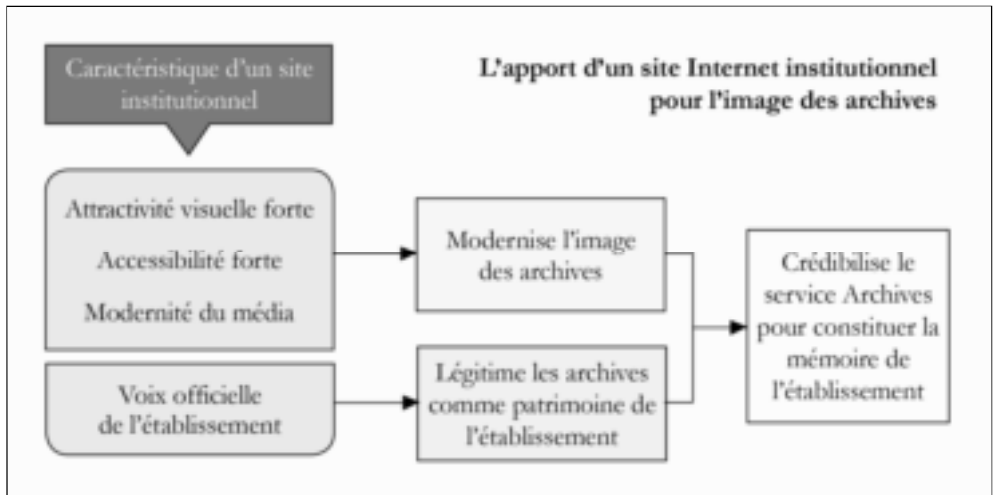 Caractéristique d'un site
institutionnel
L'apport d'un site Internet institutionnel
pour l'image des archives
Attractivité visuelle forte
Accessibilité forte
Modernité du média
Voix officielle
de l'établissement
Modernise l'image
des archives
Légitime les archives
comme patrimoine de
l'établissement
Crédibilise le
service Archives
pour constituer la
mémoire de
l'établissement